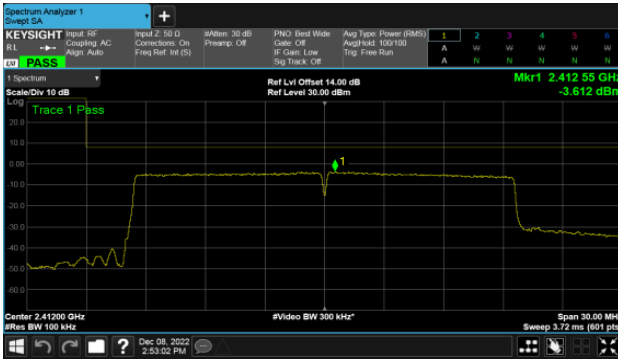 Spectrum Analyzer 1
Swept SA
+
KEYSIGHT Input: RF Input Z: 50 Ω #Atten: 30 dB PNO: Best Wide Avg Type: Power (RMS) 1 2 3 4 5 6
RL Coupling: AC Corrections: On Preamp: Off Gate: Off Avg|Hold: 100/100 A W W W W W
Align: Auto Freq Ref: Int (S) IF Gain: Low Trig: Free Run
PASS Sig Track: Off A N N N N N
1 Spectrum Ref Lvl Offset 14.00 dB Mkr1 2.412 55 GHz
Scale/Div 10 dB Ref Level 30.00 dBm -3.612 dBm
Log Trace 1 Pass
20.0
10.0
0.00 1
-10.0
-20.0
-30.0
-40.0
-50.0
-60.0
Center 2.41200 GHz #Video BW 300 kHz* Span 30.00 MHz
#Res BW 100 kHz Sweep 3.72 ms (601 pts)
? Dec 08, 2022
2:53:02 PM